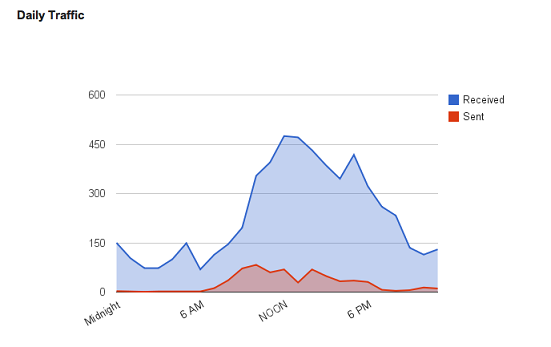 Daily Traffic
600
450
300
150
0
Received
Sent
Midnight
6 AM
NOON
6 PM